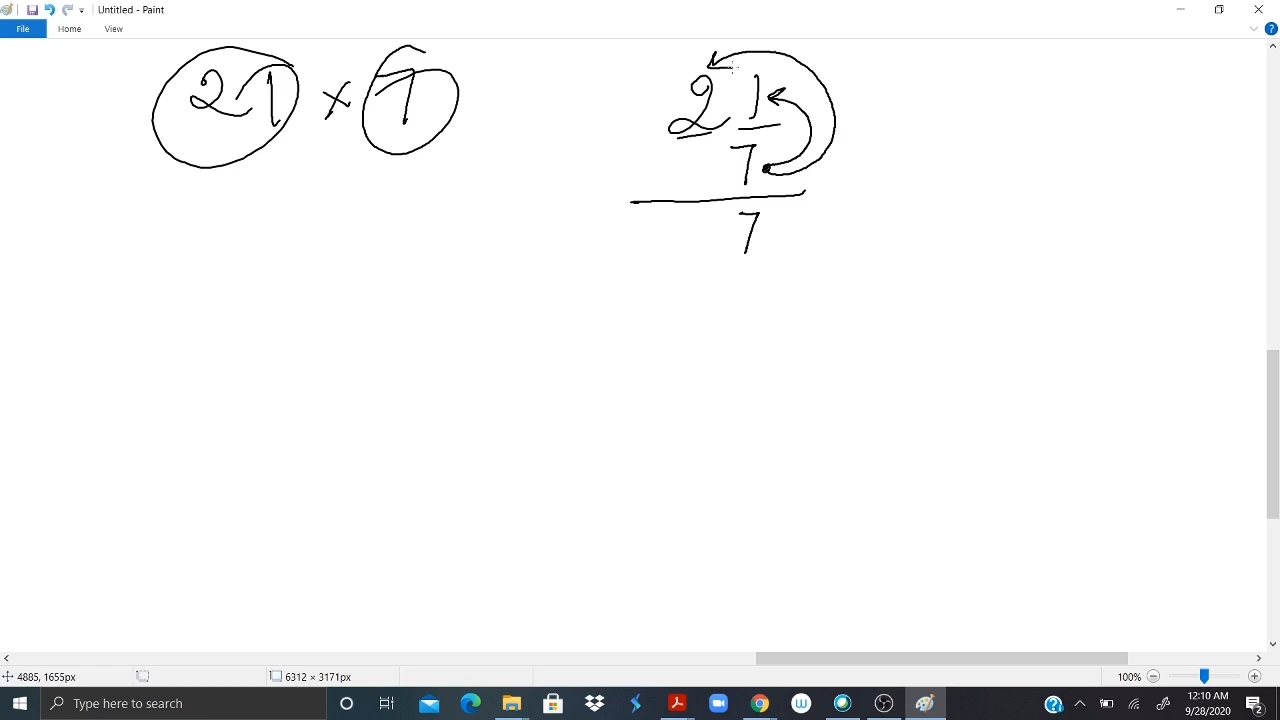 Untitled - Paint
File Home View
21 × 7
21
7
7
4885, 1655px
6312 × 3171px
100%
Type here to search
12:10 AM
9/28/2020
2